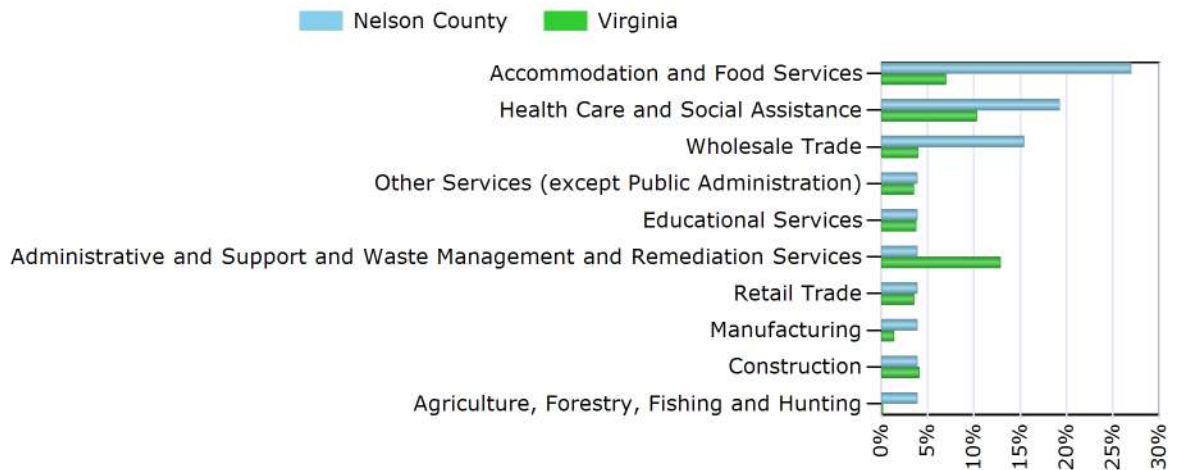 Nelson County
Virginia
Accommodation and Food Services
Health Care and Social Assistance
Wholesale Trade
Other Services (except Public Administration)
Educational Services
Administrative and Support and Waste Management and Remediation Services
Retail Trade
Manufacturing
Construction
Agriculture, Forestry, Fishing and Hunting
0%
5%
10%
15%
20%
25%
30%